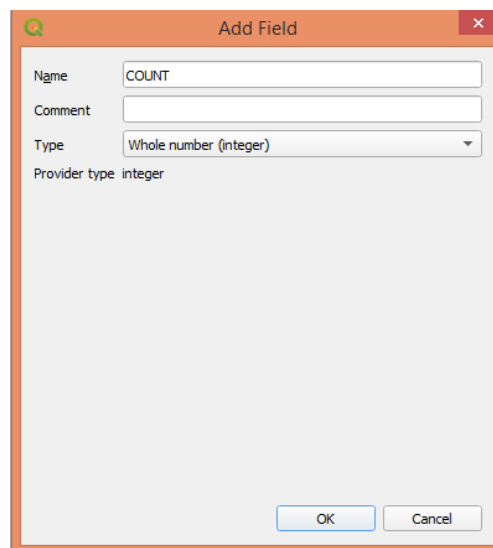 Add Field
Name COUNT
Comment
Type Whole number (integer)
Provider type integer
OK Cancel